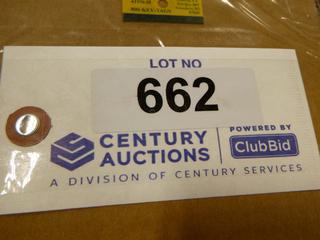 LOT NO
662
CENTURY
AUCTIONS
POWERED BY
ClubBid
A DIVISION OF CENTURY SERVICES